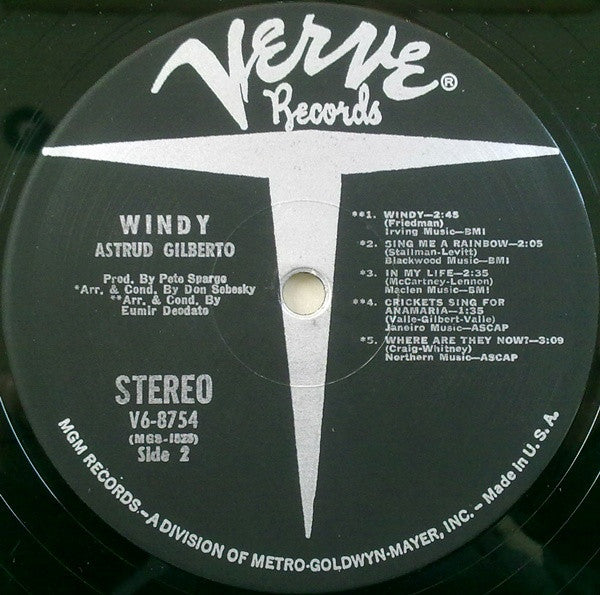 VERVE®
Records
WINDY
ASTRUD GILBERTO
Prod. By Pete Spargo
*Arr. & Cond. By Don Sebesky
**Arr. & Cond. By
Eumir Deodato
STEREO
V6-8754
(MGS-1525)
Side 2
**1. WINDY—2:45
(Friedman)
Irving Music—BMI
*2. SING ME A RAINBOW—2:05
(Stallman-Levitt)
Blackwood Music—BMI
*3. IN MY LIFE—2:35
(McCartney-Lennon)
Maclen Music—BMI
**4. CRICKETS SING FOR
ANAMARIA—1:35
(Valle-Gilbert-Valle)
Janeiro Music—ASCAP
*5. WHERE ARE THEY NOW?—3:09
(Craig-Whitney)
Northern Music—ASCAP
MGM RECORDS—A DIVISION OF METRO-GOLDWYN-MAYER, INC.—Made in U. S. A.